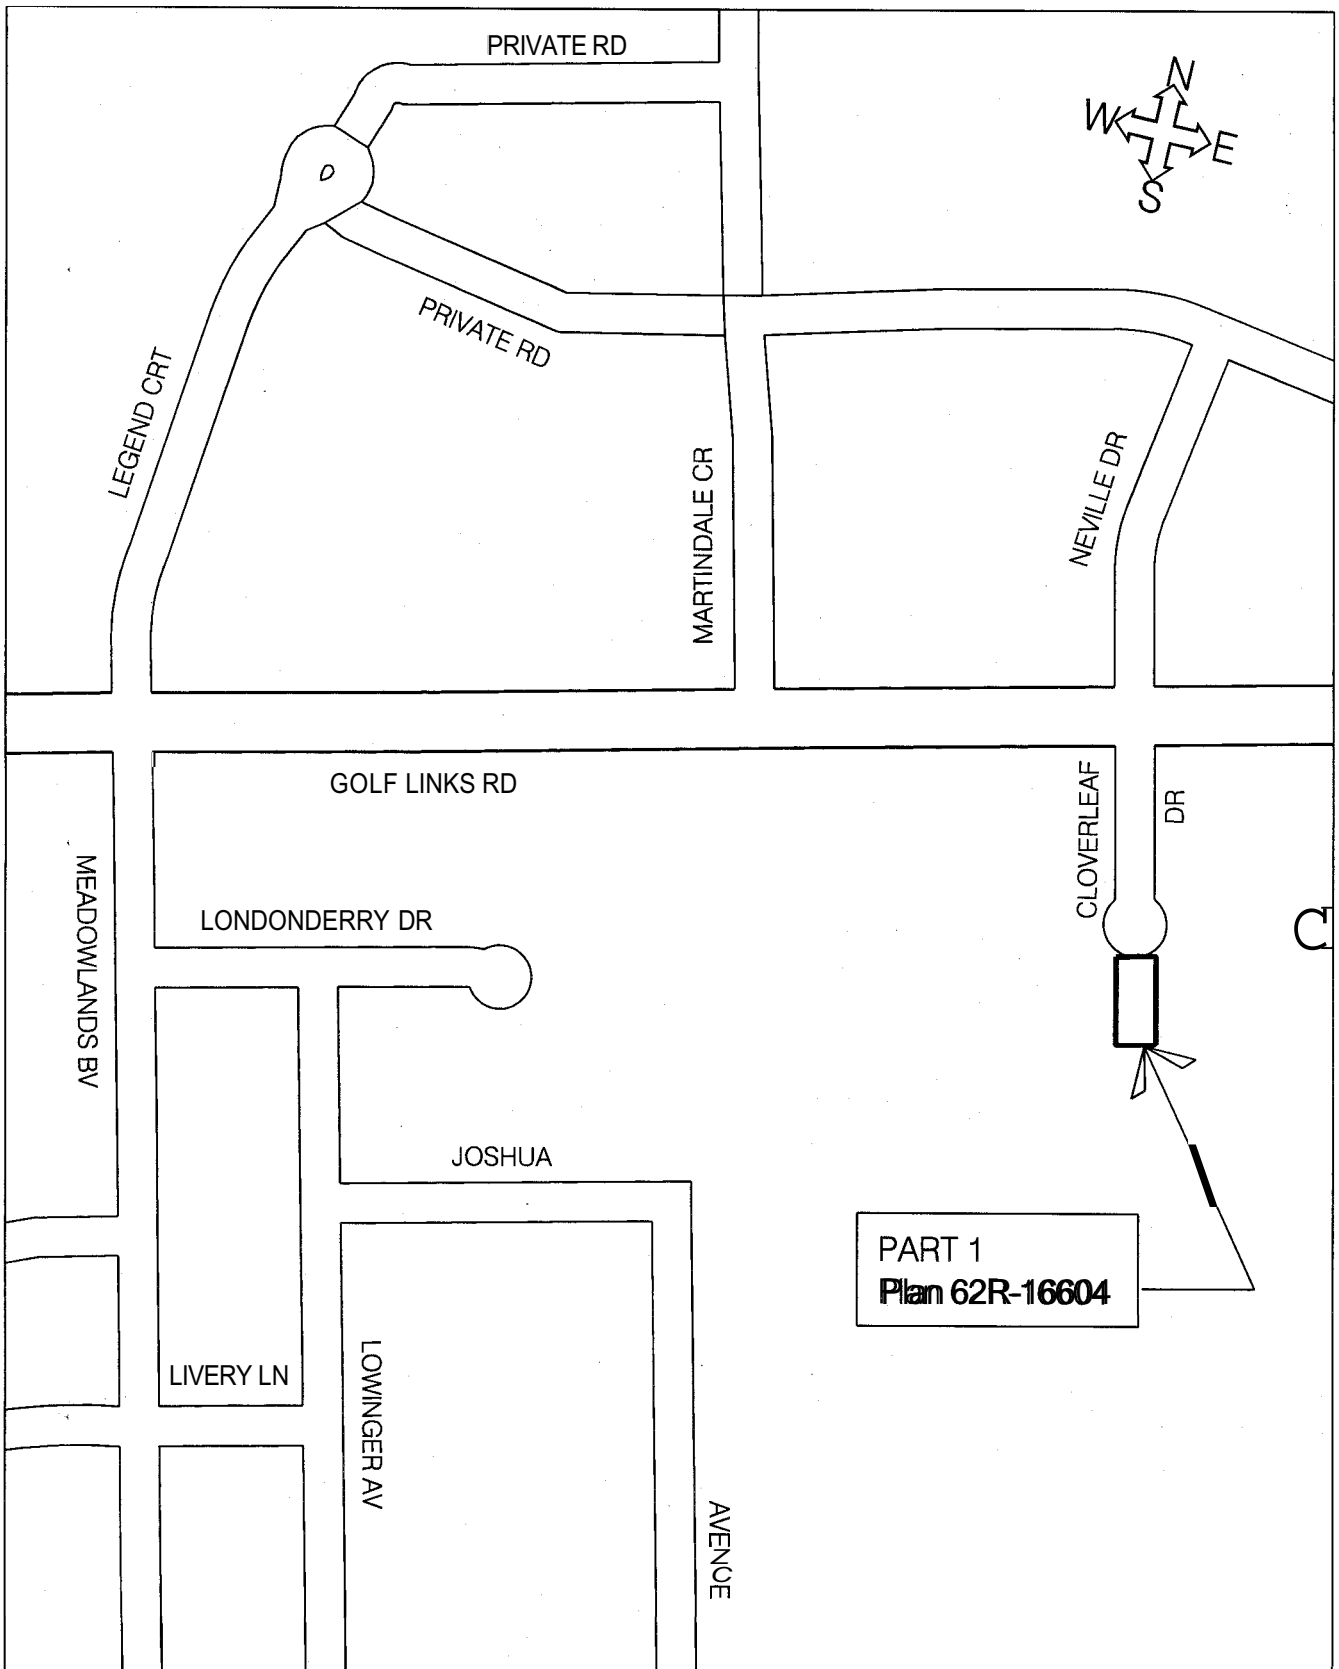 PRIVATE RD
N
W
E
S
PRIVATE RD
LEGEND CRT
MARTINDALE CR
NEVILLE DR
GOLF LINKS RD
CLOVERLEAF
DR
MEADOWLANDS BV
LONDONDERRY DR
C
JOSHUA
PART 1
Plan 62R-16604
LIVERY LN
LOWINGER AV
AVENUE